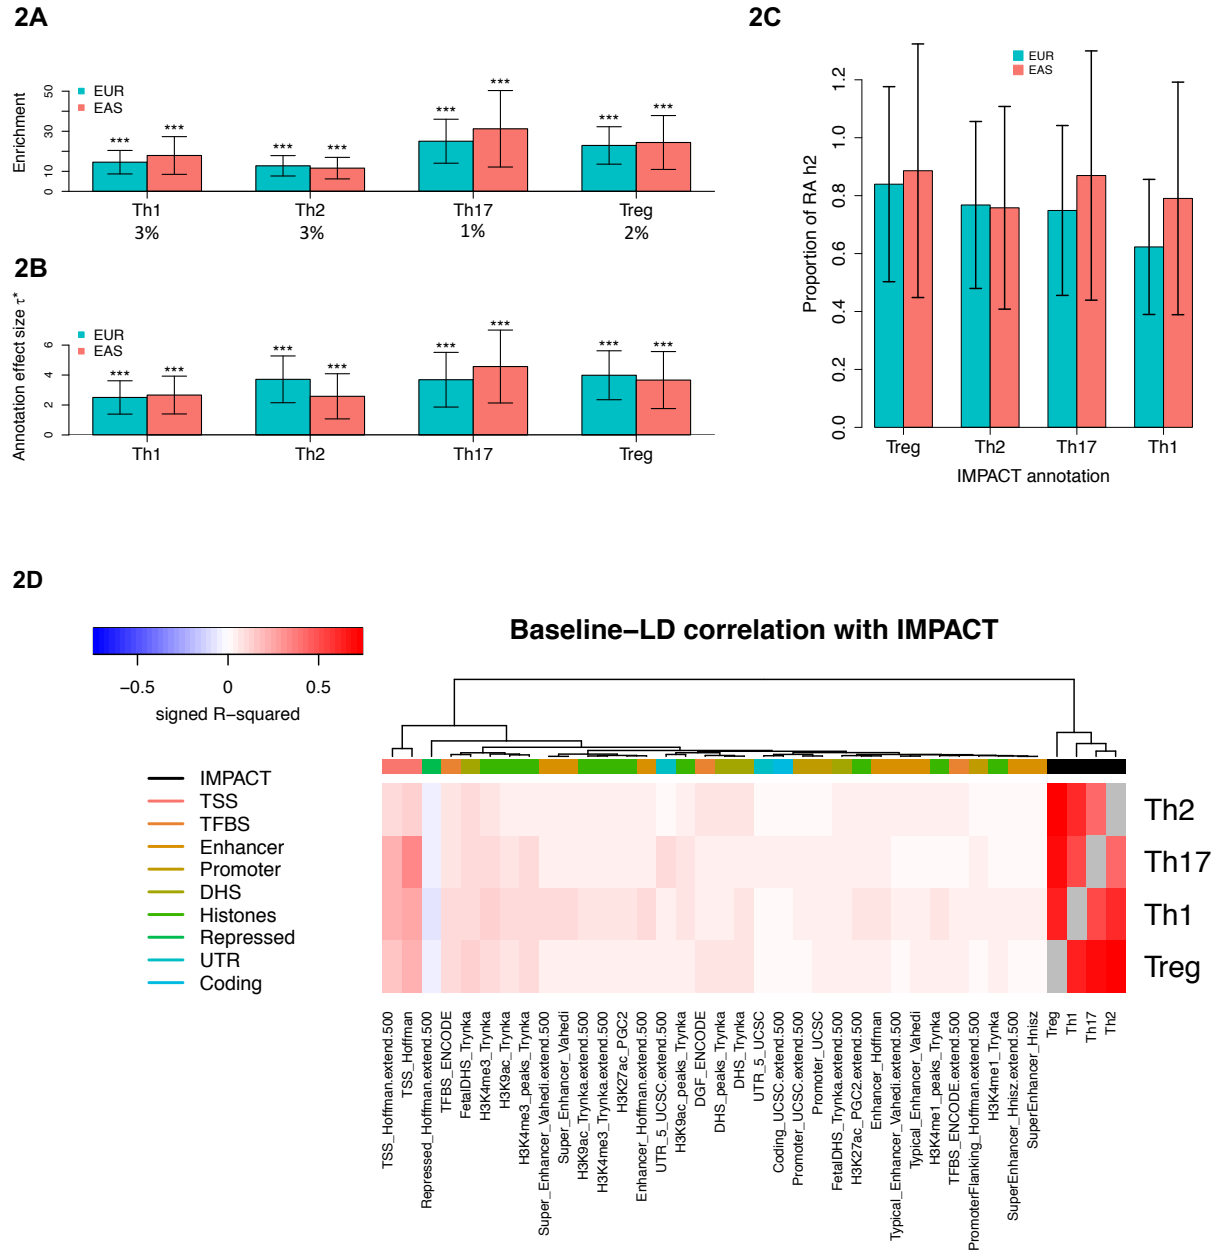 2A
Enrichment
0
10
30
50
EUR
EAS
***
***
***
***
***
***
***
***
Th1
Th2
Th17
Treg
3%
3%
1%
2%
2B
Annotation effect size τ*
0
2
4
6
EUR
EAS
***
***
***
***
***
***
***
***
Th1
Th2
Th17
Treg
2C
Proportion of RA h2
0.0
0.2
0.4
0.6
0.8
1.0
1.2
EUR
EAS
Treg
Th2
Th17
Th1
IMPACT annotation
2D
−0.5
0
0.5
signed R−squared
Baseline−LD correlation with IMPACT
IMPACT
TSS
TFBS
Enhancer
Promoter
DHS
Histones
Repressed
UTR
Coding
Th2
Th17
Th1
Treg
TSS_Hoffman.extend.500
TSS_Hoffman
Repressed_Hoffman.extend.500
TFBS_ENCODE
FetalDHS_Trynka
H3K4me3_Trynka
H3K9ac_Trynka
H3K4me3_peaks_Trynka
Super_Enhancer_Vahedi.extend.500
Super_Enhancer_Vahedi
H3K9ac_Trynka.extend.500
H3K4me3_Trynka.extend.500
H3K27ac_PGC2
Enhancer_Hoffman.extend.500
UTR_5_UCSC.extend.500
H3K9ac_peaks_Trynka
DGF_ENCODE
DHS_peaks_Trynka
DHS_Trynka
UTR_5_UCSC
Coding_UCSC.extend.500
Promoter_UCSC.extend.500
Promoter_UCSC
FetalDHS_Trynka.extend.500
H3K27ac_PGC2.extend.500
Enhancer_Hoffman
Typical_Enhancer_Vahedi.extend.500
Typical_Enhancer_Vahedi
H3K4me1_peaks_Trynka
TFBS_ENCODE.extend.500
PromoterFlanking_Hoffman.extend.500
H3K4me1_Trynka
SuperEnhancer_Hnisz.extend.500
SuperEnhancer_Hnisz
Treg
Th1
Th17
Th2